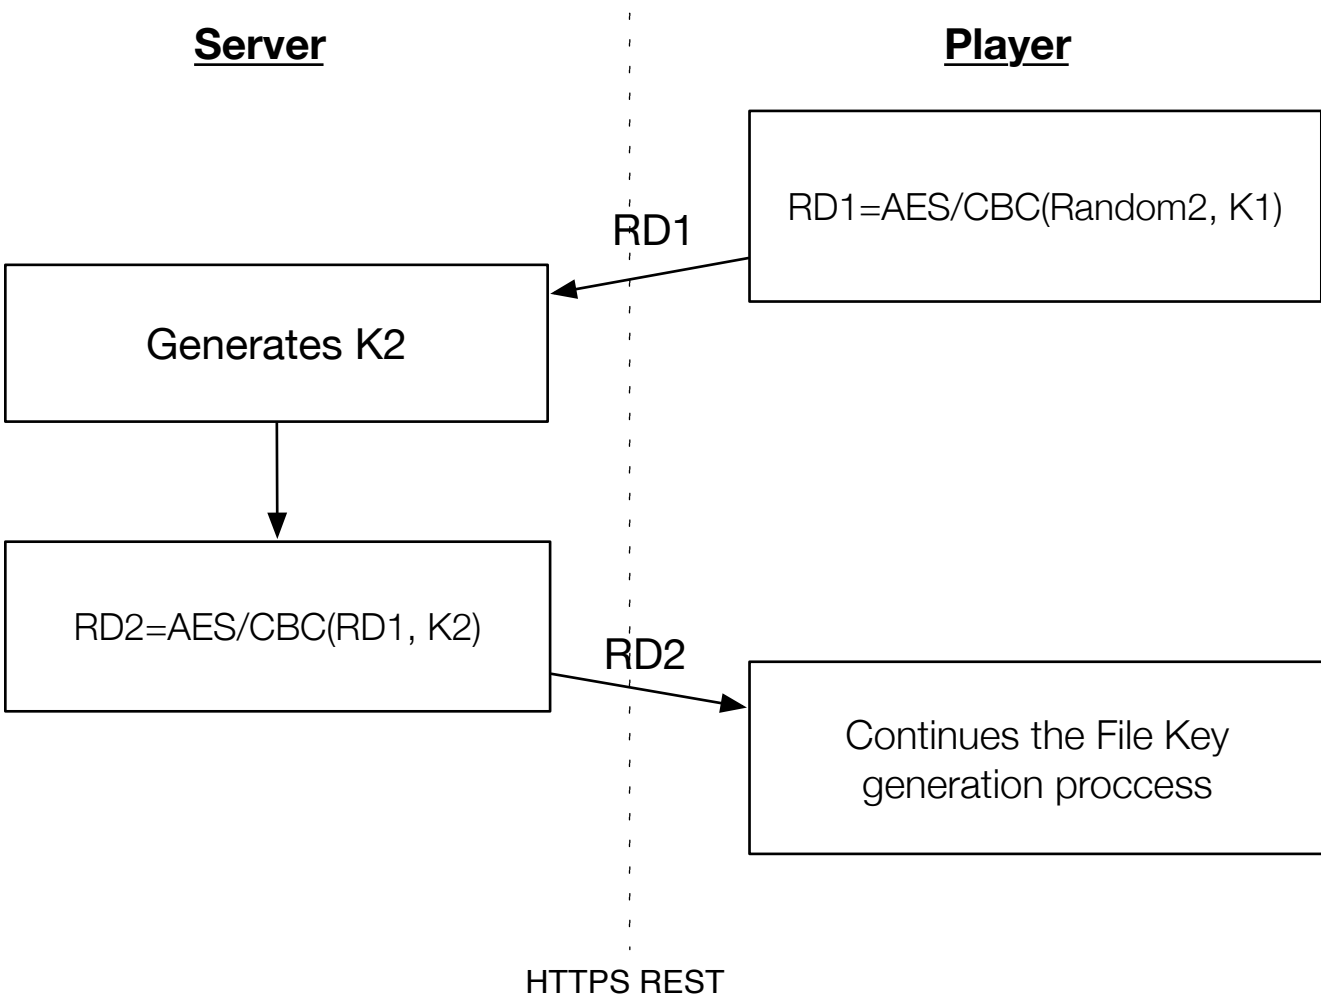 Server
Player
RD1=AES/CBC(Random2, K1)
RD1
Generates K2
RD2=AES/CBC(RD1, K2)
RD2
Continues the File Key
generation proccess
HTTPS REST